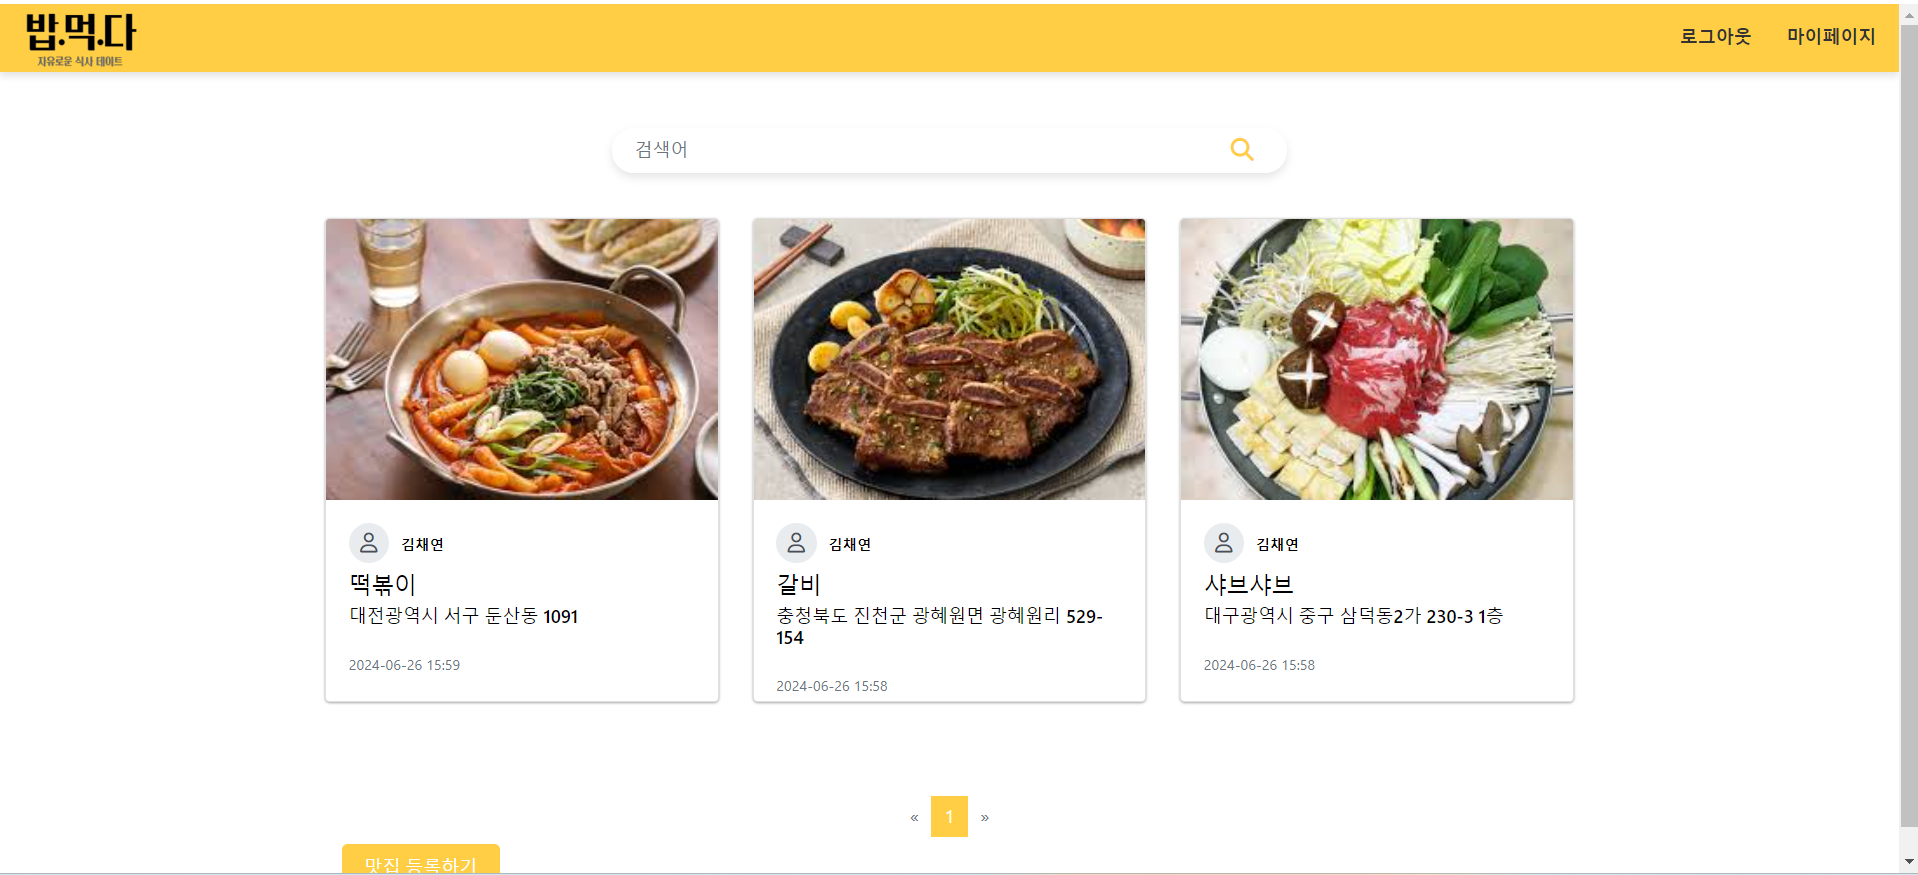 밥.먹.다
자유로운 식사 데이트
로그아웃 마이페이지
검색어
김채연
떡볶이
대전광역시 서구 둔산동 1091
2024-06-26 15:59
김채연
갈비
충청북도 진천군 광혜원면 광혜원리 529-
154
2024-06-26 15:58
김채연
샤브샤브
대구광역시 중구 삼덕동2가 230-3 1층
2024-06-26 15:58
« 1 »
맛집 등록하기